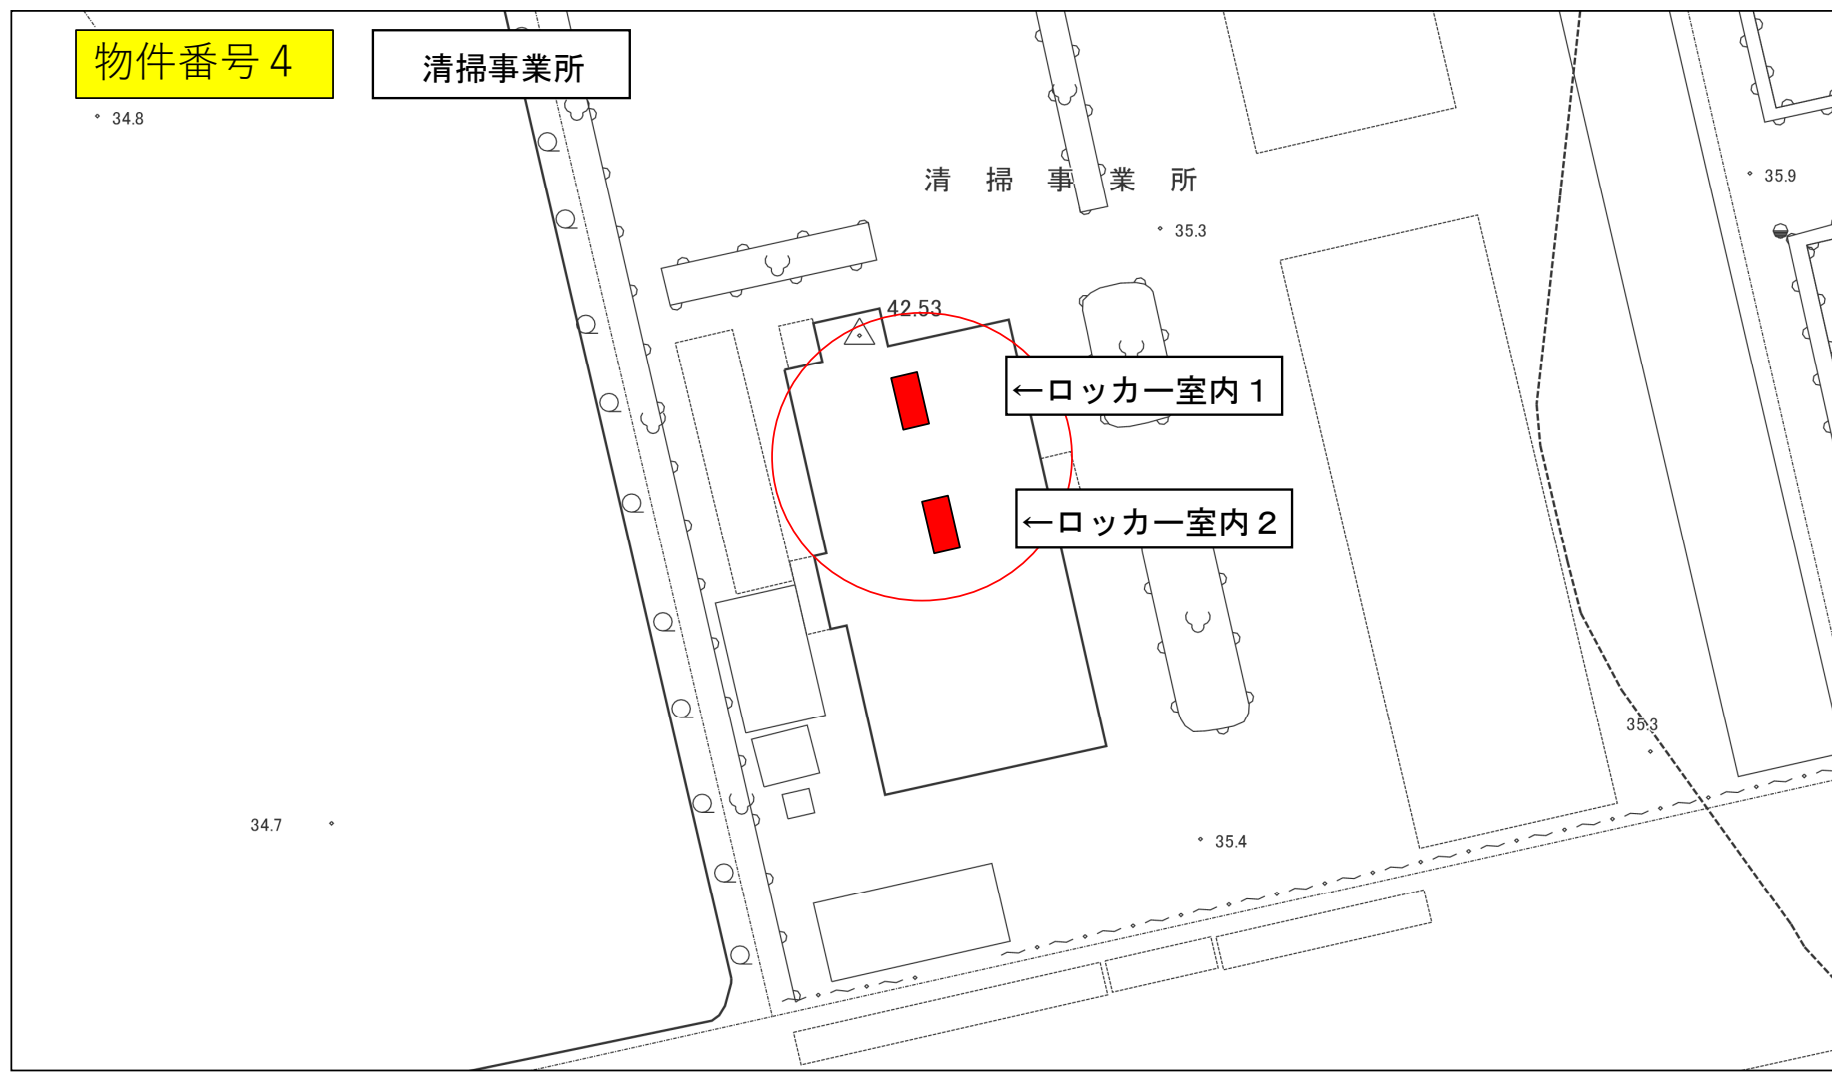 物件番号４
清掃事業所
34.8
清掃事業所
35.9
35.3
42.53
←ロッカー室内１
←ロッカー室内２
35.3
34.7
35.4